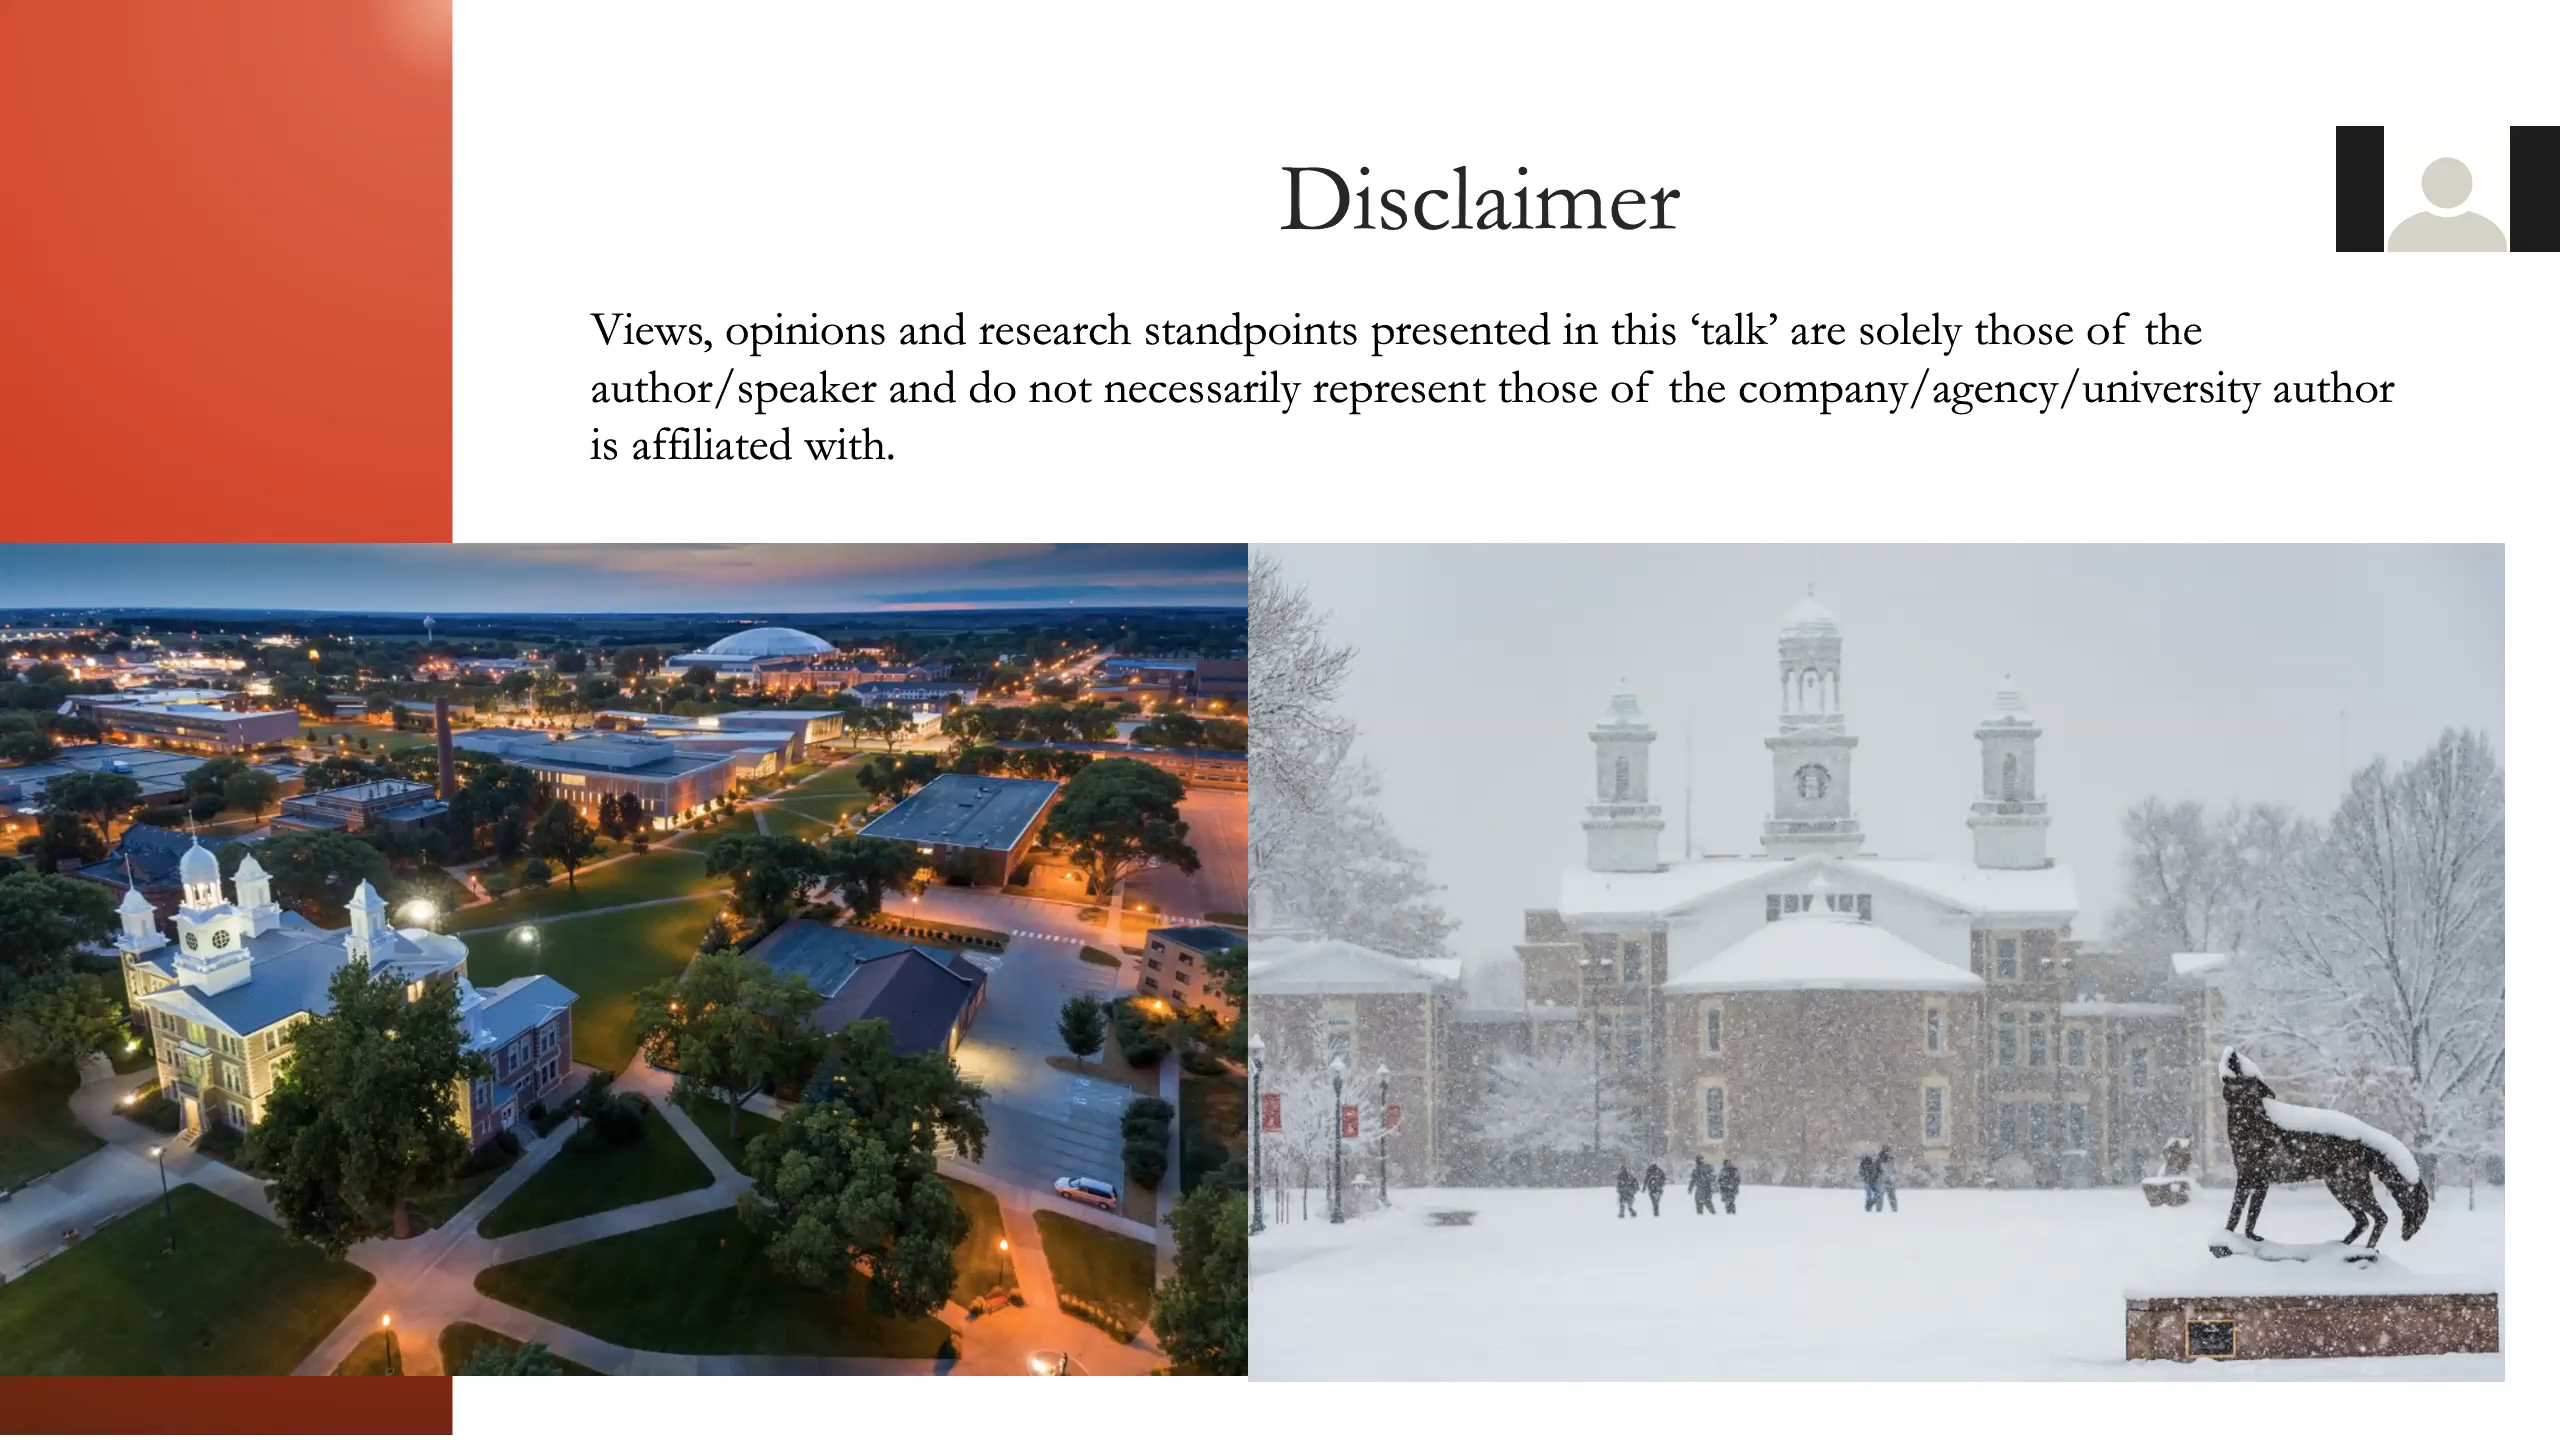 Disclaimer
Views, opinions and research standpoints presented in this ‘talk’ are solely those of the
author/speaker and do not necessarily represent those of the company/agency/university author
is affiliated with.